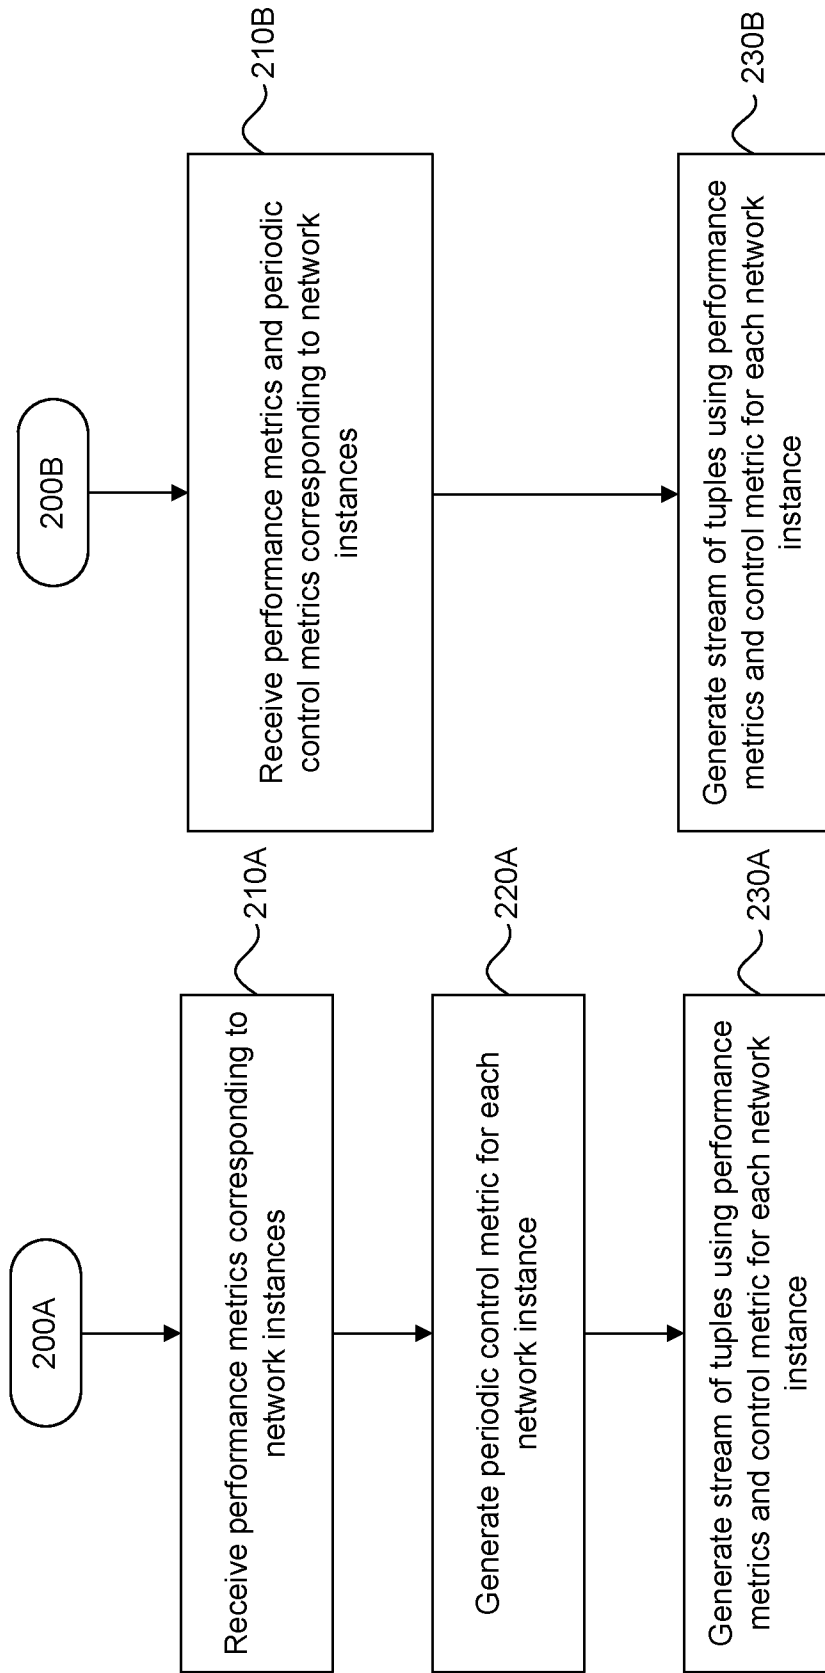 200A
Receive performance metrics corresponding to
network instances
210A
Generate periodic control metric for each
network instance
220A
Generate stream of tuples using performance
metrics and control metric for each network
instance
230A
200B
Receive performance metrics and periodic
control metrics corresponding to network
instances
210B
Generate stream of tuples using performance
metrics and control metric for each network
instance
230B